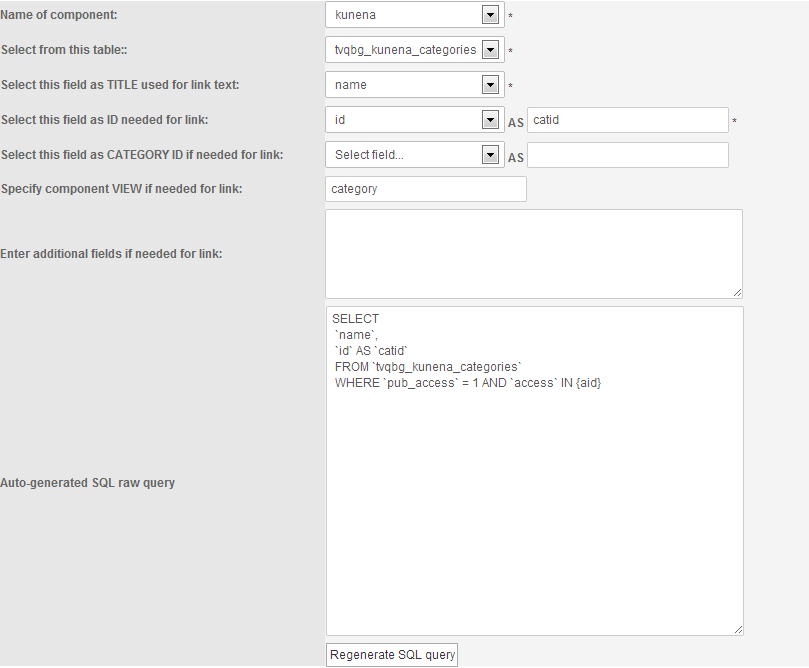 Name of component: kunena *
Select from this table:: tvqbg_kunena_categories *
Select this field as TITLE used for link text: name *
Select this field as ID needed for link: id AS catid *
Select this field as CATEGORY ID if needed for link: Select field... AS
Specify component VIEW if needed for link: category
Enter additional fields if needed for link:
SELECT
`name`,
`id` AS `catid`
FROM `tvqbg_kunena_categories`
WHERE `pub_access` = 1 AND `access` IN {aid}
Auto-generated SQL raw query
Regenerate SQL query